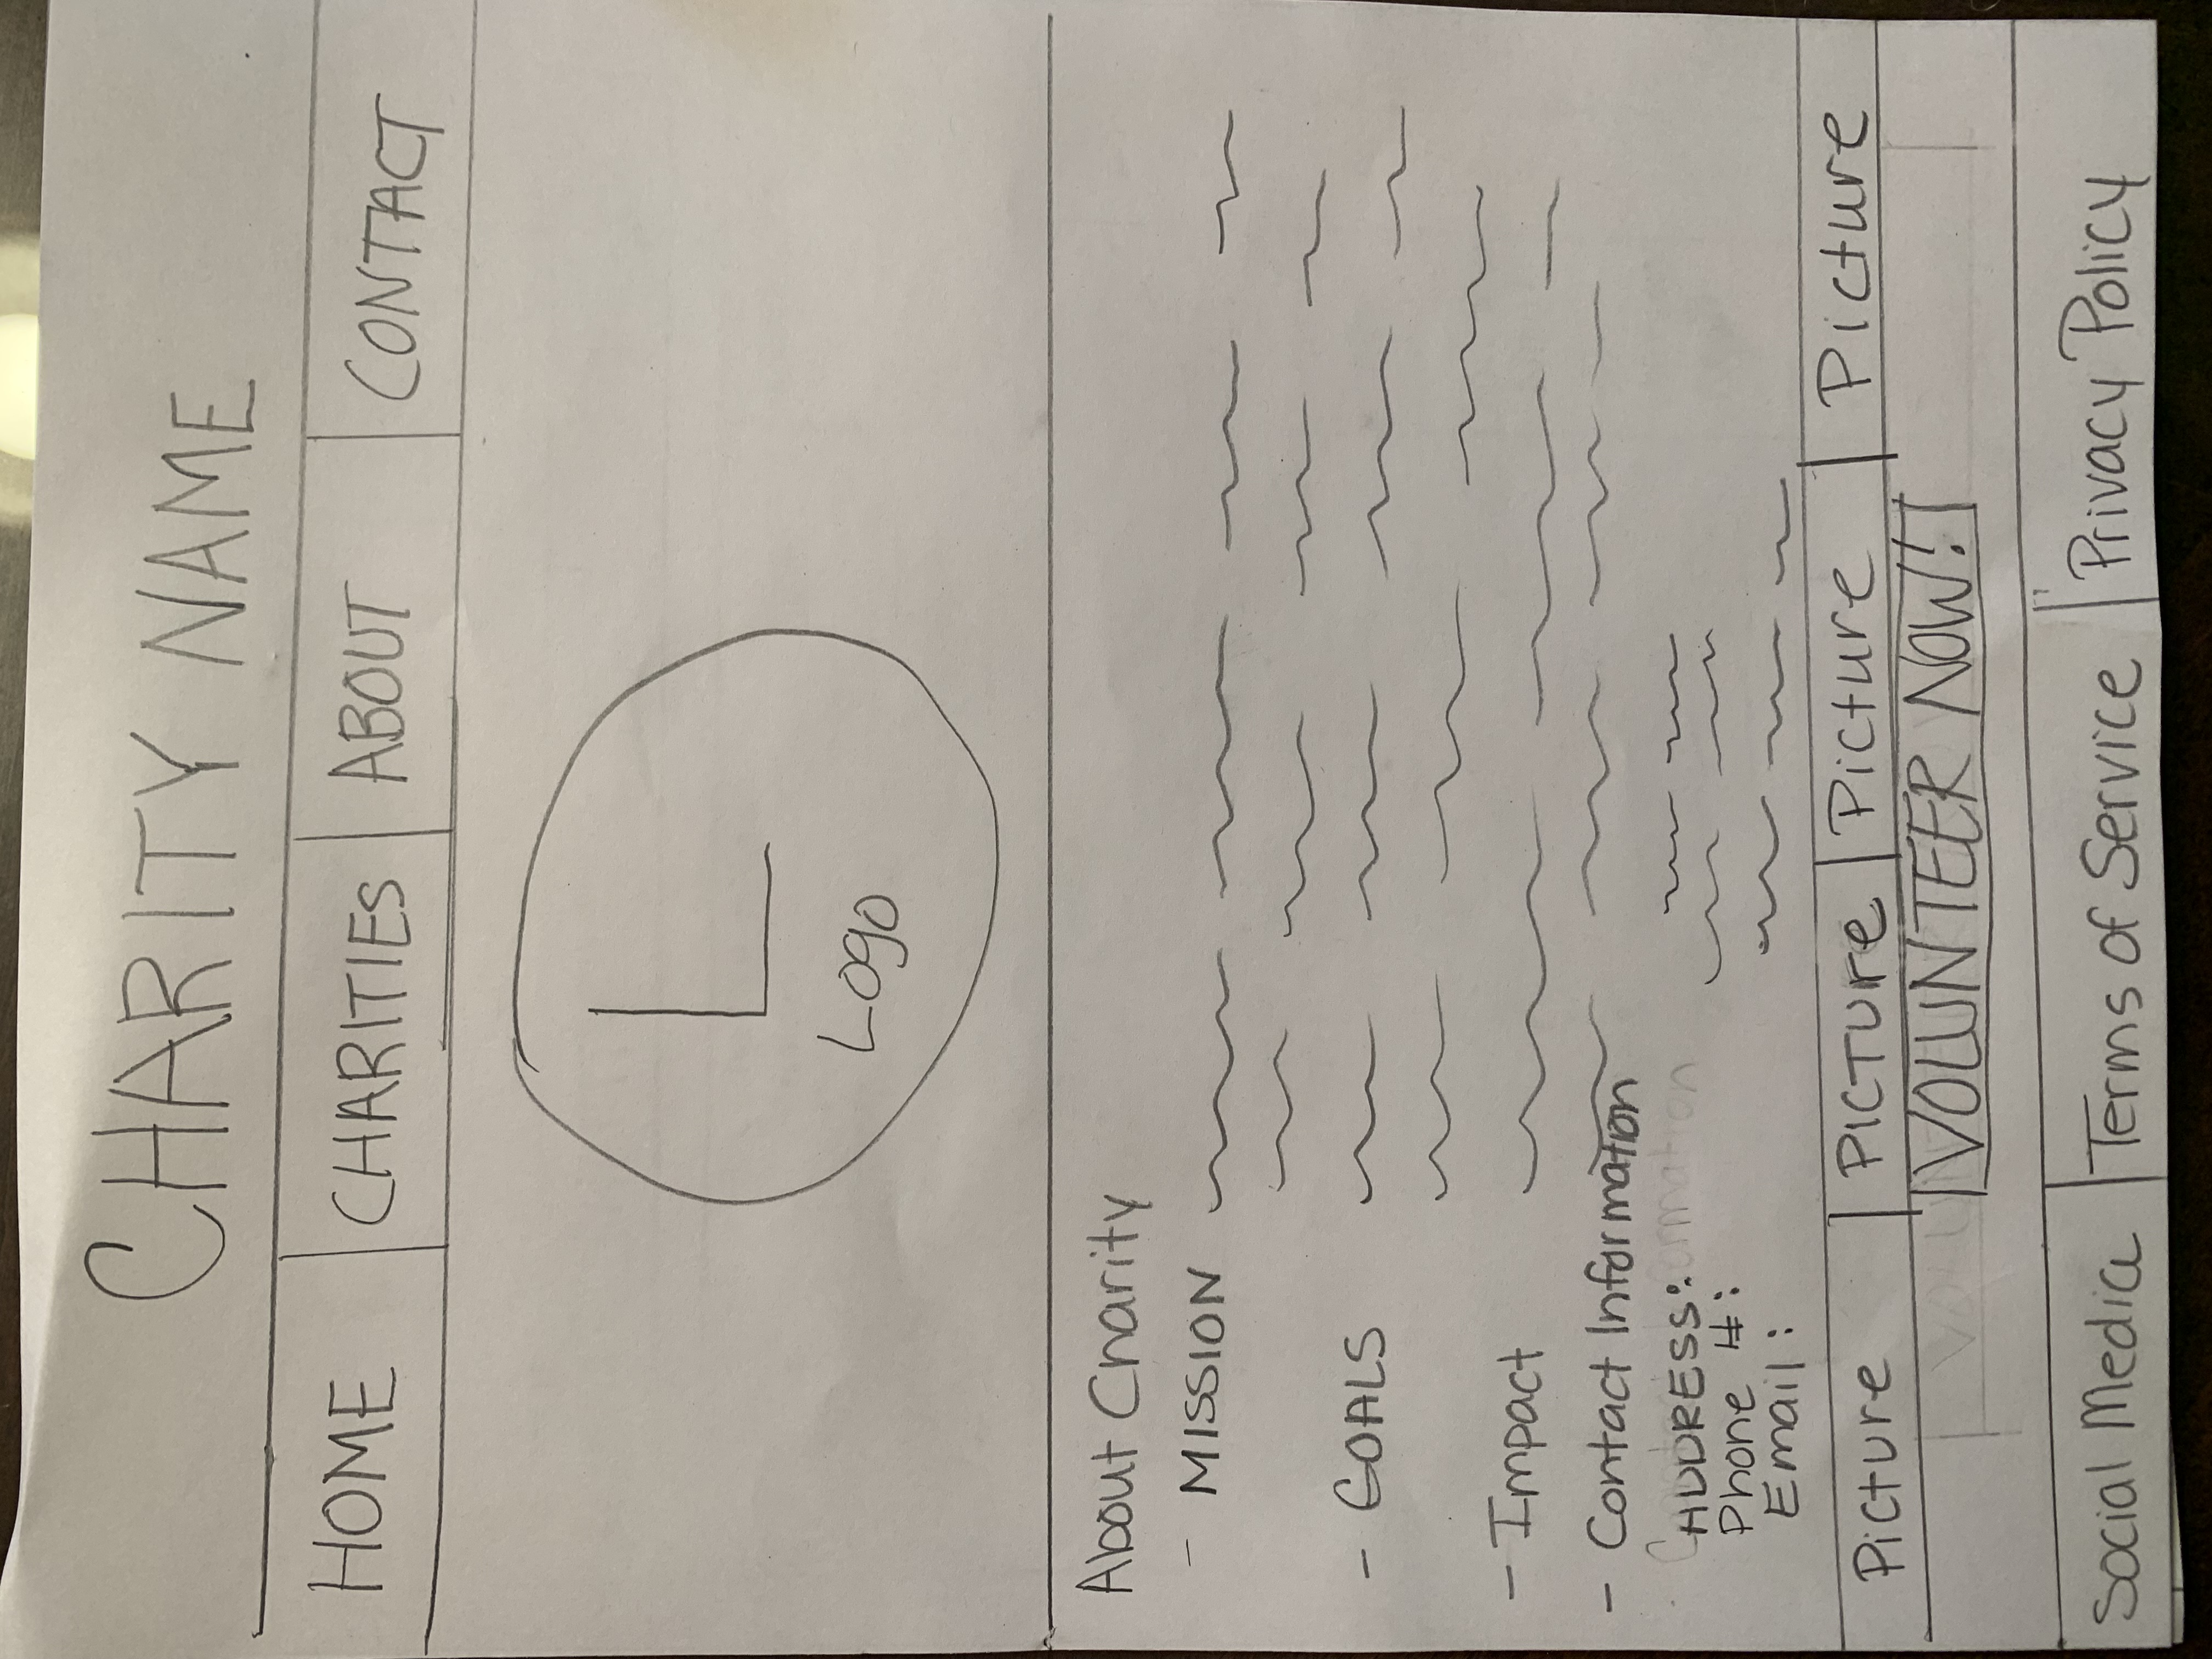 CHARITY NAME
HOME CHARITIES ABOUT CONTACT
L
Logo
About Charity
- MISSION
- GOALS
- Impact
- Contact Information
ADDRESS:
Phone #:
Email:
Picture PICTUre Picture Picture
VOLUNTEER NOW!
Social Media Terms of Service Privacy Policy